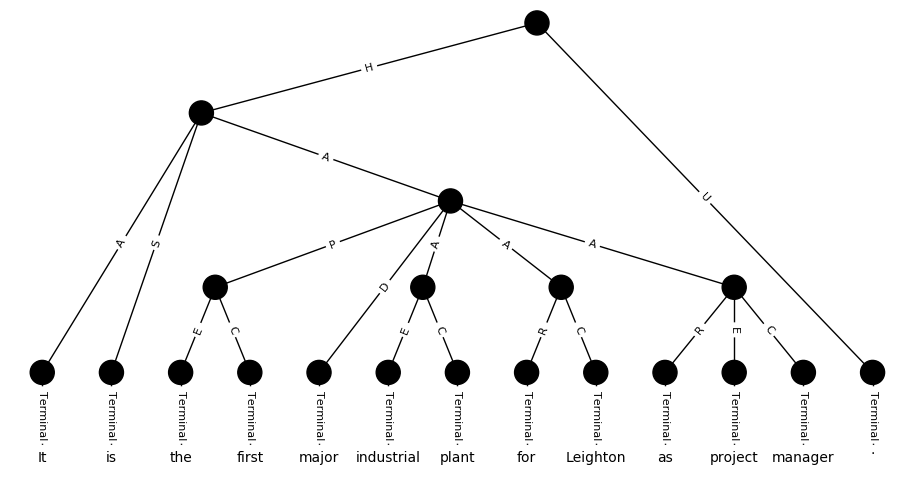 H
U
A
A
S
P
D
A
A
A
E
C
E
C
R
C
R
E
C
Terminal Terminal Terminal Terminal Terminal Terminal Terminal Terminal Terminal Terminal Terminal Terminal Terminal
It is the first major industrial plant for Leighton as project manager .